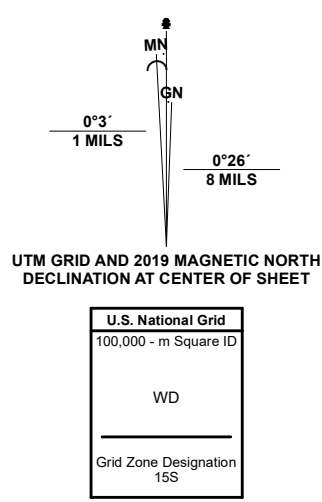 MN
GN
0°3´
1 MILS
0°26´
8 MILS
UTM GRID AND 2019 MAGNETIC NORTH
DECLINATION AT CENTER OF SHEET
U.S. National Grid
100,000 - m Square ID
WD
Grid Zone Designation
15S